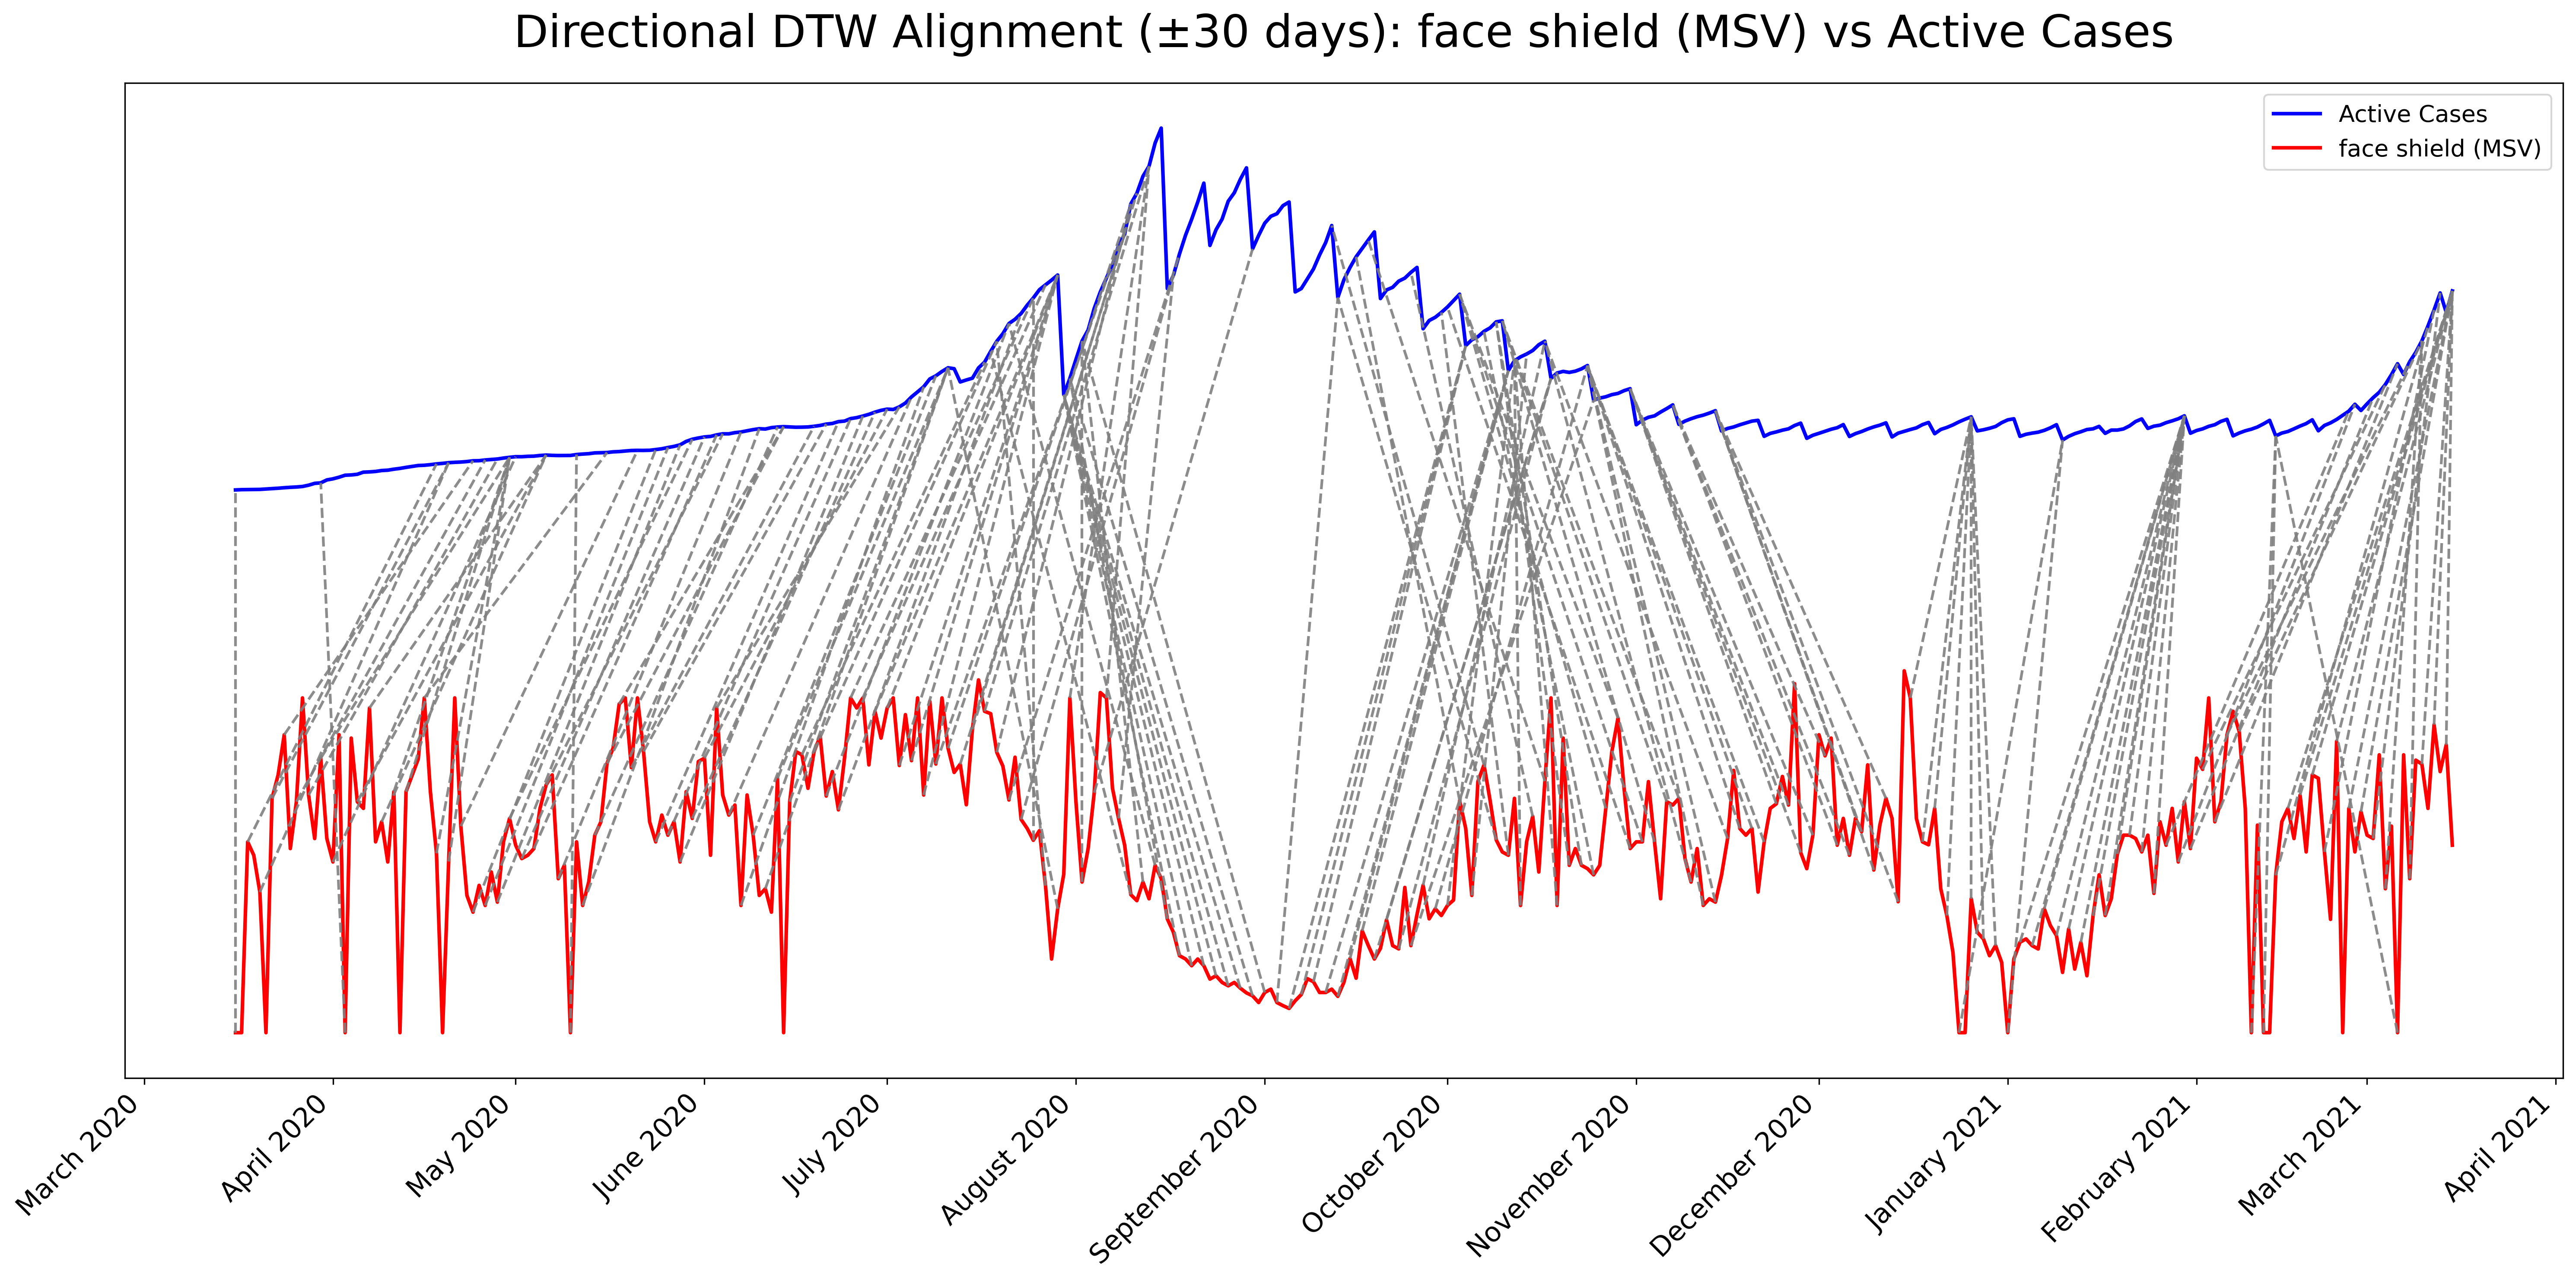 Directional DTW Alignment (±30 days): face shield (MSV) vs Active Cases
Active Cases
face shield (MSV)
March 2020
April 2020
May 2020
June 2020
July 2020
August 2020
September 2020
October 2020
November 2020
December 2020
January 2021
February 2021
March 2021
April 2021